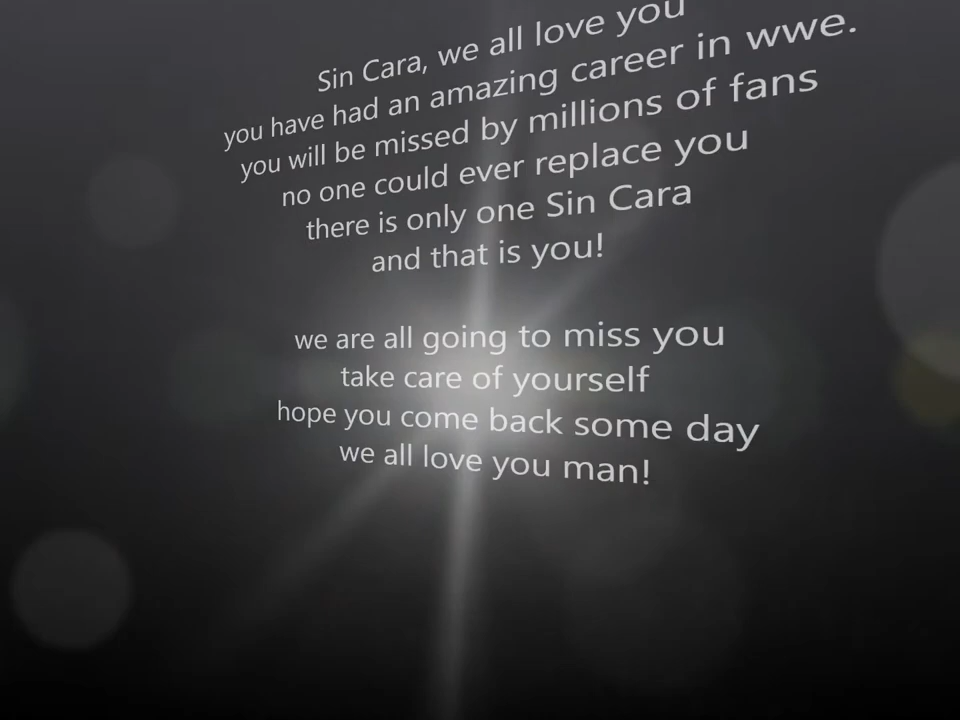 Sin Cara, we all love you
you have had an amazing career in wwe.
you will be missed by millions of fans
no one could ever replace you
there is only one Sin Cara
and that is you!
we are all going to miss you
take care of yourself
hope you come back some day
we all love you man!